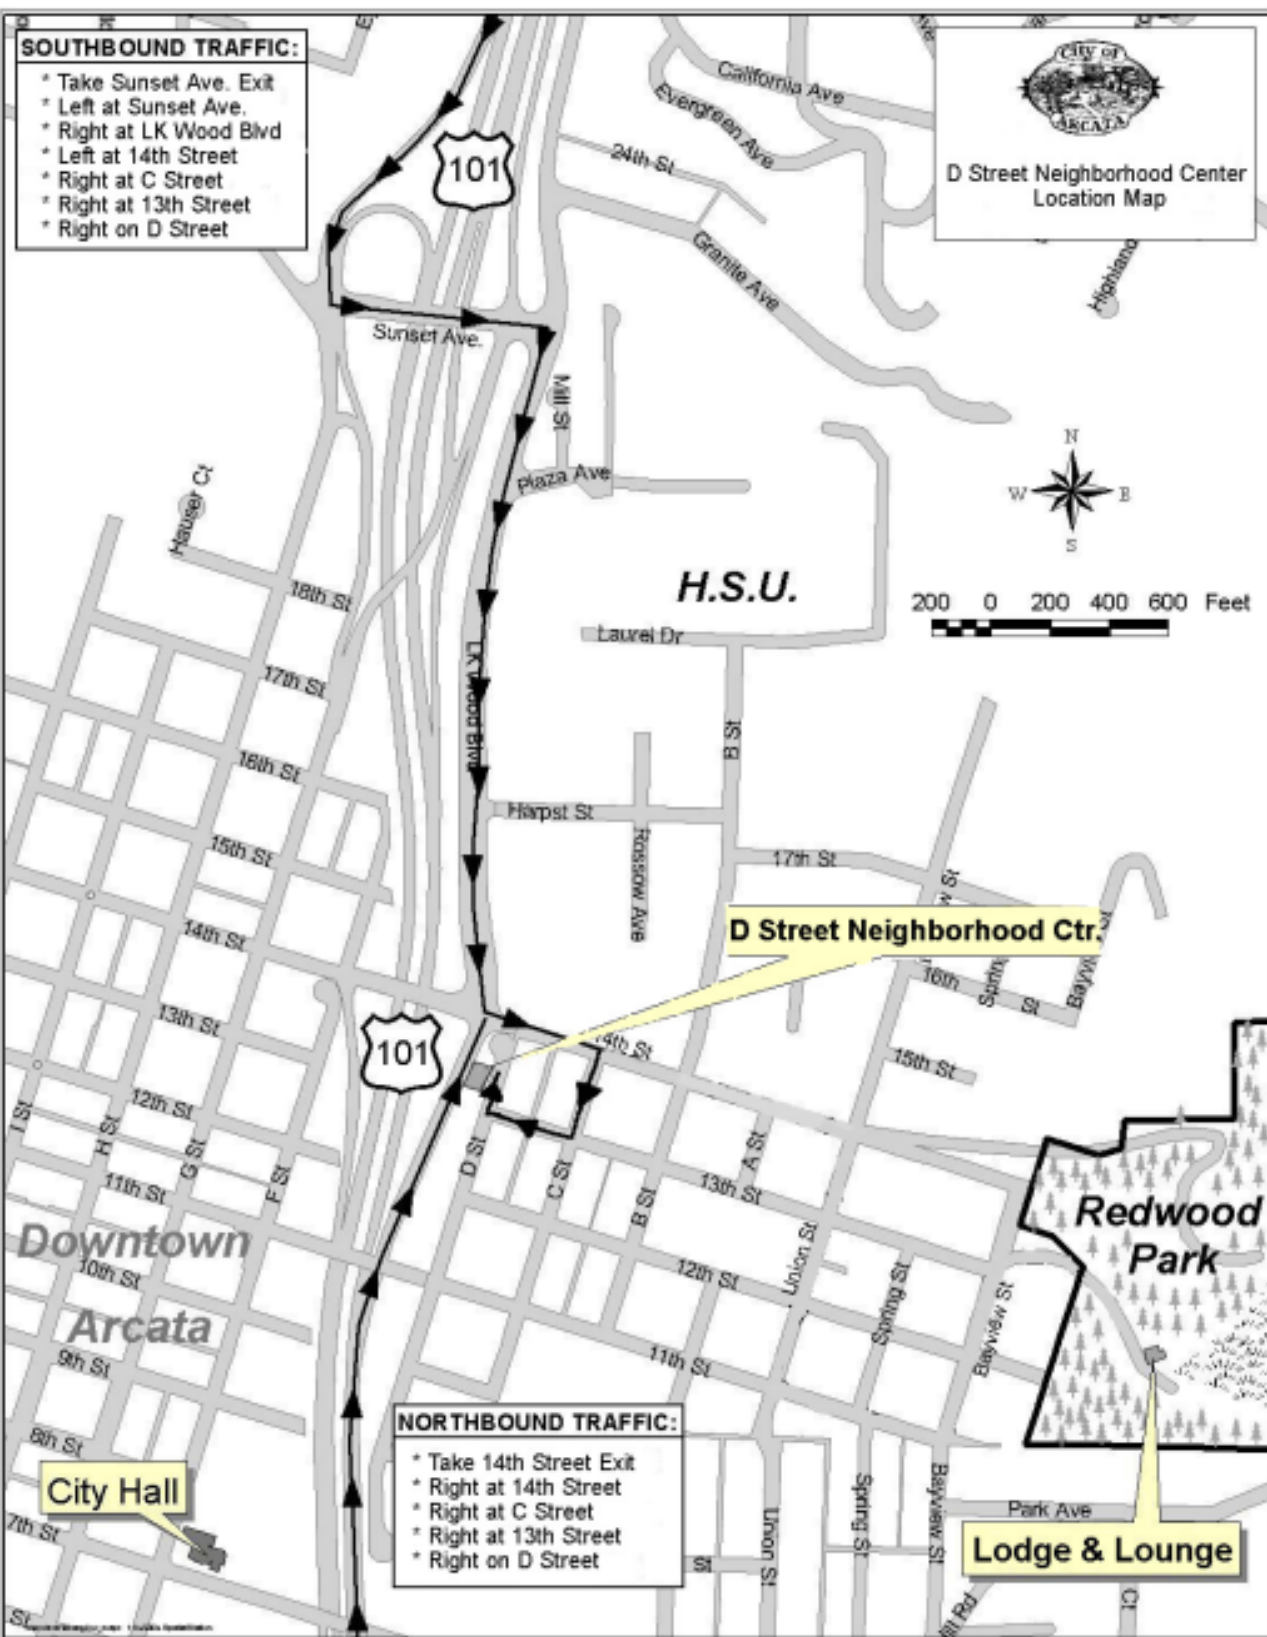 SOUTHBOUND TRAFFIC:
* Take Sunset Ave. Exit
* Left at Sunset Ave.
* Right at LK Wood Blvd
* Left at 14th Street
* Right at C Street
* Right at 13th Street
* Right on D Street
City of
ARCATA
D Street Neighborhood Center
Location Map
California Ave
Evergreen Ave
24th St
Granite Ave
Highland
101
Sunset Ave.
Mill St
Plaza Ave
Hauser Ct
N
W
E
S
H.S.U.
200 0 200 400 600 Feet
18th St
Laurel Dr
17th St
LK Wood Blvd
B St
16th St
Harpst St
15th St
Rossow Ave
17th St
14th St
D Street Neighborhood Ctr.
16th St
Spring
Bayview
13th St
101
14th St
15th St
12th St
I St
H St
G St
F St
11th St
D St
C St
B St
A St
13th St
Redwood
Park
Downtown
10th St
Arcata
12th St
Union St
Spring St
Bayview St
9th St
11th St
8th St
NORTHBOUND TRAFFIC:
* Take 14th Street Exit
* Right at 14th Street
* Right at C Street
* Right at 13th Street
* Right on D Street
City Hall
7th St
St
Union St
Spring St
Bayview St
Park Ave
Lodge & Lounge
Ct
Rd
St